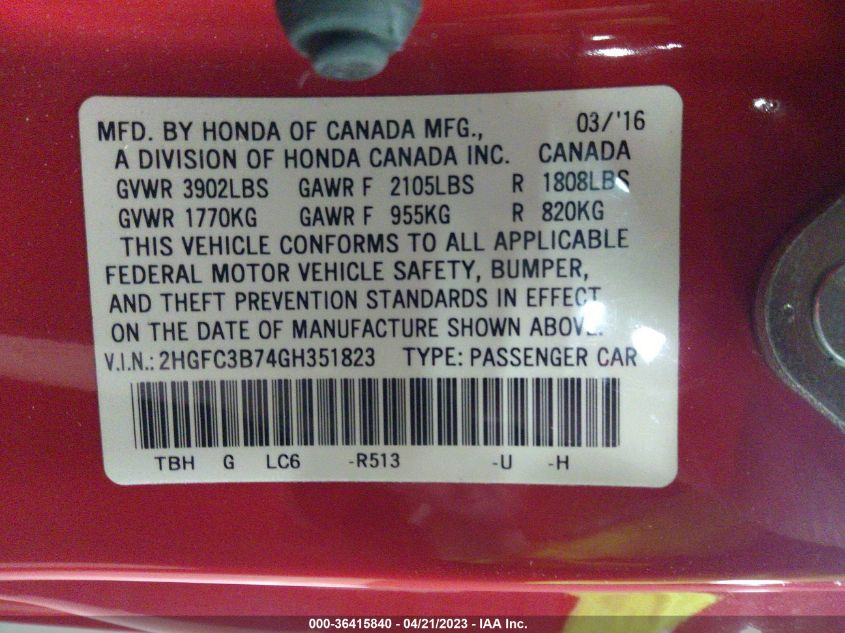 MFD. BY HONDA OF CANADA MFG., 03/'16
A DIVISION OF HONDA CANADA INC. CANADA
GVWR 3902LBS GAWR F 2105LBS R 1808LBS
GVWR 1770KG GAWR F 955KG R 820KG
THIS VEHICLE CONFORMS TO ALL APPLICABLE
FEDERAL MOTOR VEHICLE SAFETY, BUMPER,
AND THEFT PREVENTION STANDARDS IN EFFECT
ON THE DATE OF MANUFACTURE SHOWN ABOVE.
V.I.N.: 2HGFC3B74GH351823 TYPE: PASSENGER CAR
TBH G LC6 -R513 -U -H
000-36415840 - 04/21/2023 - IAA Inc.